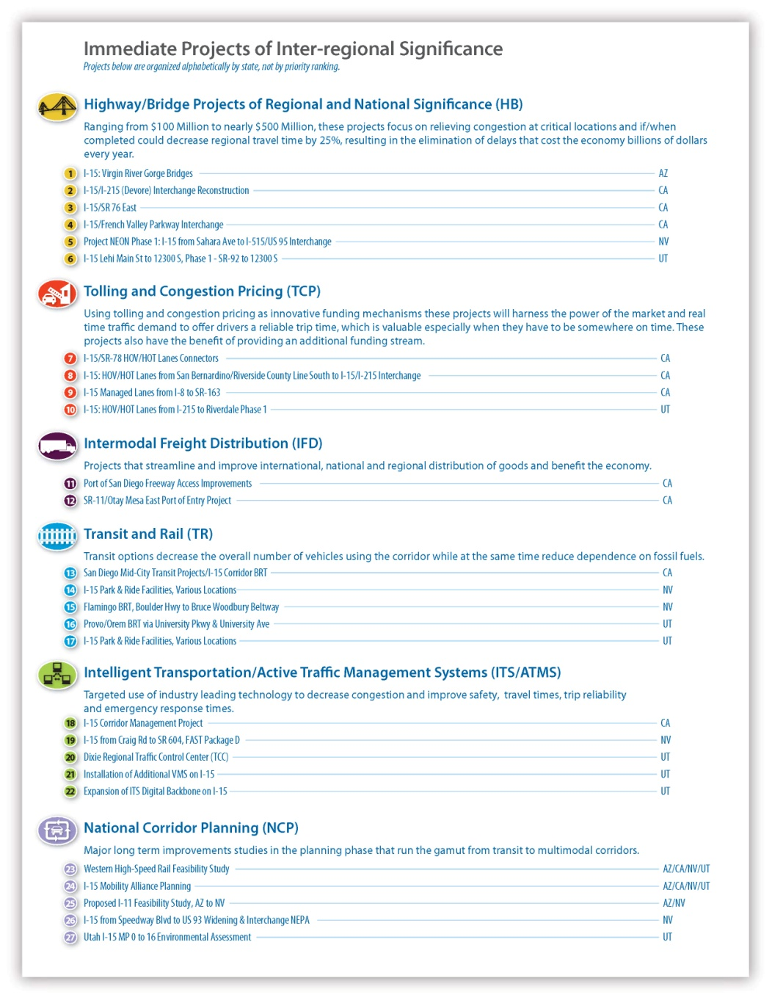 Immediate Projects of Inter-regional Significance
Projects below are organized alphabetically by state, not by priority ranking.
Highway/Bridge Projects of Regional and National Significance (HB)
Ranging from $100 Million to nearly $500 Million, these projects focus on relieving congestion at critical locations and if/when
completed could decrease regional travel time by 25%, resulting in the elimination of delays that cost the economy billions of dollars
every year.
1 I-15: Virgin River Gorge Bridges AZ
2 I-15/I-215 (Devore) Interchange Reconstruction CA
3 I-15/SR 76 East CA
4 I-15/French Valley Parkway Interchange CA
5 Project NEON Phase 1: I-15 from Sahara Ave to I-515/US 95 Interchange NV
6 I-15 Lehi Main St to 12300 S, Phase 1 - SR-92 to 12300 S UT
Tolling and Congestion Pricing (TCP)
Using tolling and congestion pricing as innovative funding mechanisms these projects will harness the power of the market and real
time traffic demand to offer drivers a reliable trip time, which is valuable especially when they have to be somewhere on time. These
projects also have the benefit of providing an additional funding stream.
7 I-15/SR-78 HOV/HOT Lanes Connectors CA
8 I-15: HOV/HOT Lanes from San Bernardino/Riverside County Line South to I-15/I-215 Interchange CA
9 I-15 Managed Lanes from I-8 to SR-163 CA
10 I-15: HOV/HOT Lanes from I-215 to Riverdale Phase 1 UT
Intermodal Freight Distribution (IFD)
Projects that streamline and improve international, national and regional distribution of goods and benefit the economy.
11 Port of San Diego Freeway Access Improvements CA
12 SR-11/Otay Mesa East Port of Entry Project CA
Transit and Rail (TR)
Transit options decrease the overall number of vehicles using the corridor while at the same time reduce dependence on fossil fuels.
13 San Diego Mid-City Transit Projects/I-15 Corridor BRT CA
14 I-15 Park & Ride Facilities, Various Locations NV
15 Flamingo BRT, Boulder Hwy to Bruce Woodbury Beltway NV
16 Provo/Orem BRT via University Pkwy & University Ave UT
17 I-15 Park & Ride Facilities, Various Locations UT
Intelligent Transportation/Active Traffic Management Systems (ITS/ATMS)
Targeted use of industry leading technology to decrease congestion and improve safety, travel times, trip reliability
and emergency response times.
18 I-15 Corridor Management Project CA
19 I-15 from Craig Rd to SR 604, FAST Package D NV
20 Dixie Regional Traffic Control Center (TCC) UT
21 Installation of Additional VMS on I-15 UT
22 Expansion of ITS Digital Backbone on I-15 UT
National Corridor Planning (NCP)
Major long term improvements studies in the planning phase that run the gamut from transit to multimodal corridors.
23 Western High-Speed Rail Feasibility Study AZ/CA/NV/UT
24 I-15 Mobility Alliance Planning AZ/CA/NV/UT
25 Proposed I-11 Feasibility Study, AZ to NV AZ/NV
26 I-15 from Speedway Blvd to US 93 Widening & Interchange NEPA NV
27 Utah I-15 MP 0 to 16 Environmental Assessment UT